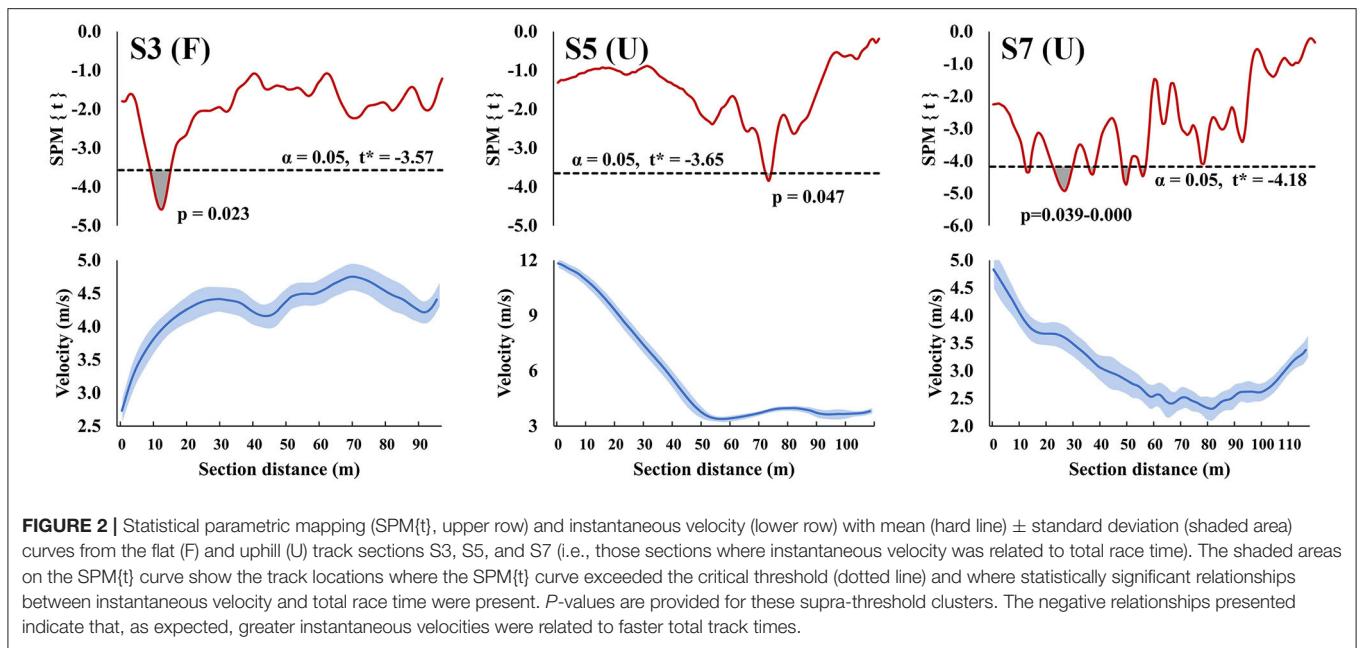 S3 (F)
0.0
-1.0
-2.0
-3.0
-4.0
-5.0
SPM { t }
α = 0.05, t* = -3.57
p = 0.023
S5 (U)
0.0
-1.0
-2.0
-3.0
-4.0
-5.0
SPM { t }
α = 0.05, t* = -3.65
p = 0.047
S7 (U)
0.0
-1.0
-2.0
-3.0
-4.0
-5.0
-6.0
SPM { t }
α = 0.05, t* = -4.18
p=0.039-0.000
5.0
4.5
4.0
3.5
3.0
2.5
Velocity (m/s)
0 10 20 30 40 50 60 70 80 90
Section distance (m)
12
9
6
3
Velocity (m/s)
0 10 20 30 40 50 60 70 80 90 100
Section distance (m)
5.0
4.5
4.0
3.5
3.0
2.5
2.0
Velocity (m/s)
0 10 20 30 40 50 60 70 80 90 100 110
Section distance (m)
FIGURE 2 | Statistical parametric mapping (SPM{t}, upper row) and instantaneous velocity (lower row) with mean (hard line) ± standard deviation (shaded area)
curves from the flat (F) and uphill (U) track sections S3, S5, and S7 (i.e., those sections where instantaneous velocity was related to total race time). The shaded areas
on the SPM{t} curve show the track locations where the SPM{t} curve exceeded the critical threshold (dotted line) and where statistically significant relationships
between instantaneous velocity and total race time were present. P-values are provided for these supra-threshold clusters. The negative relationships presented
indicate that, as expected, greater instantaneous velocities were related to faster total track times.